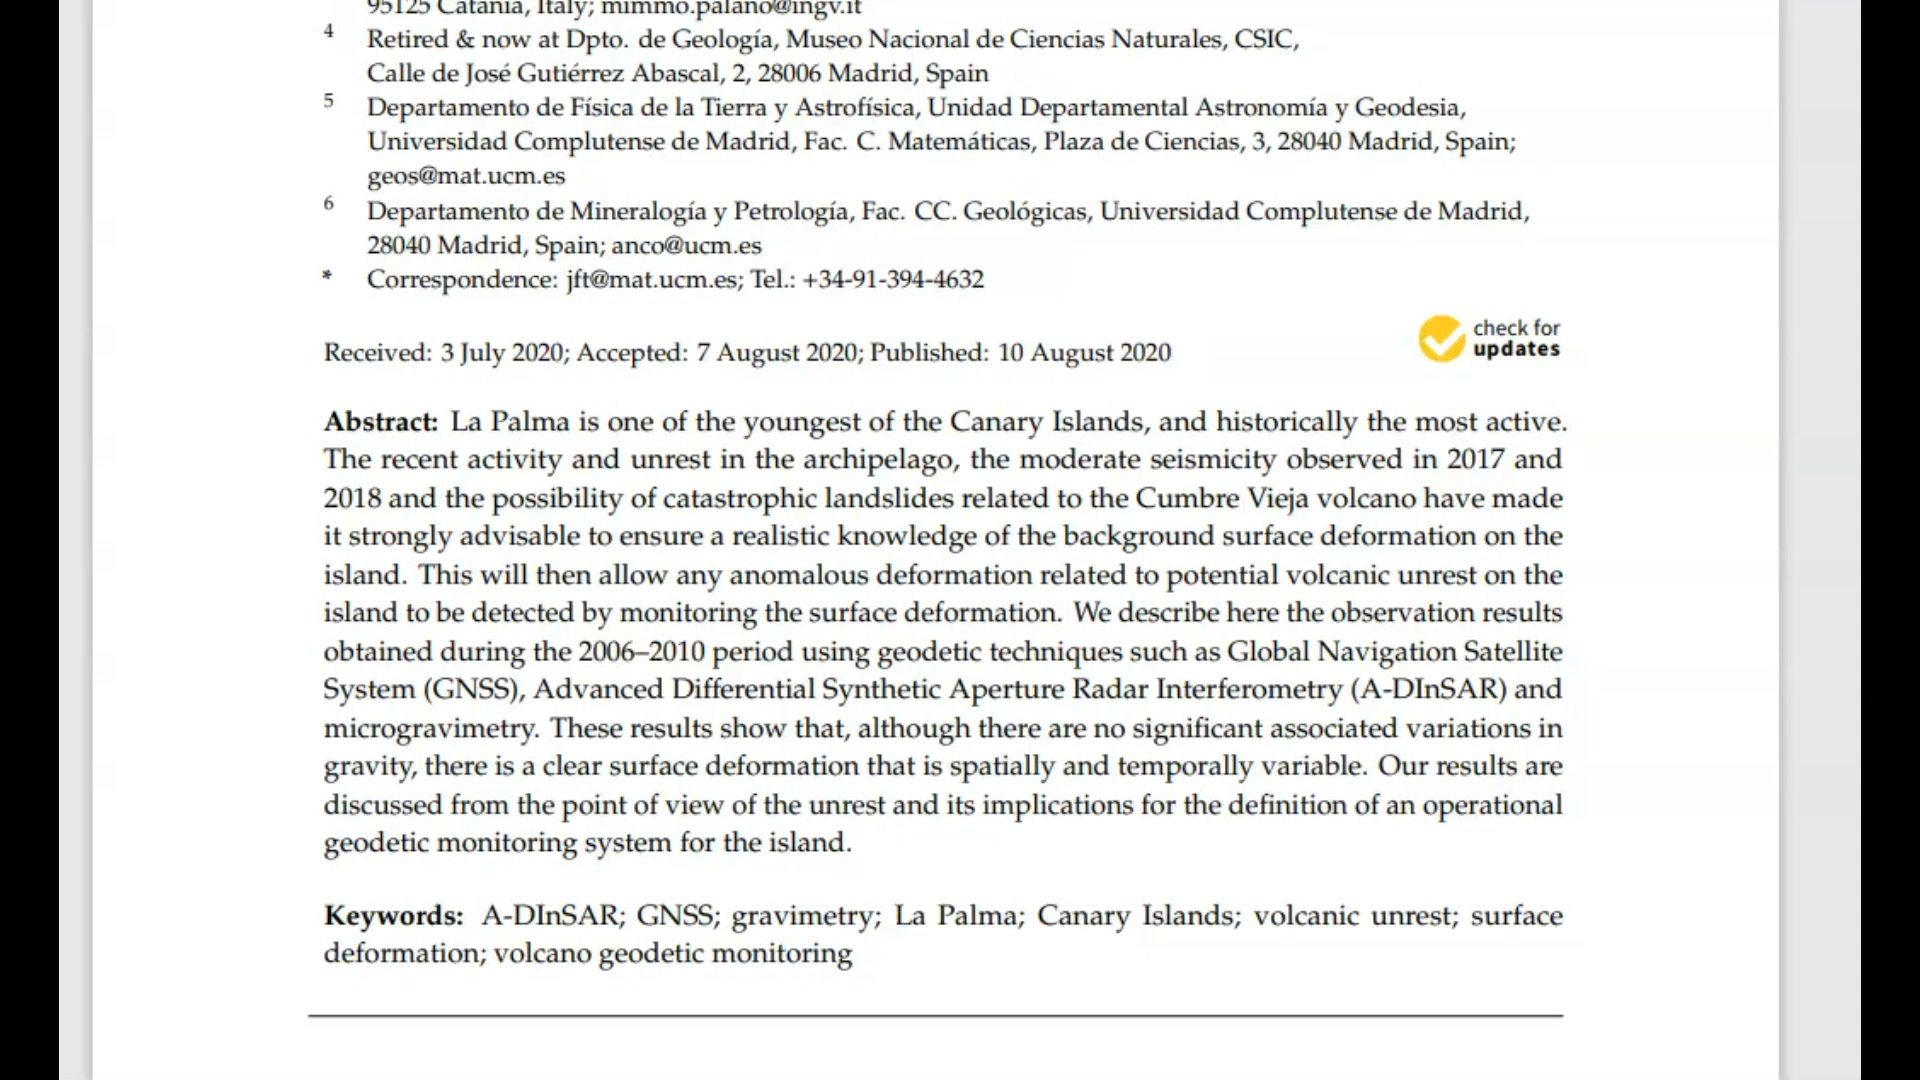 95125 Catania, Italy; mimmo.palano@ingv.it
4 Retired & now at Dpto. de Geología, Museo Nacional de Ciencias Naturales, CSIC,
Calle de José Gutiérrez Abascal, 2, 28006 Madrid, Spain
5 Departamento de Física de la Tierra y Astrofísica, Unidad Departamental Astronomía y Geodesia,
Universidad Complutense de Madrid, Fac. C. Matemáticas, Plaza de Ciencias, 3, 28040 Madrid, Spain;
geos@mat.ucm.es
6 Departamento de Mineralogía y Petrología, Fac. CC. Geológicas, Universidad Complutense de Madrid,
28040 Madrid, Spain; anco@ucm.es
* Correspondence: jft@mat.ucm.es; Tel.: +34-91-394-4632
check for
updates
Received: 3 July 2020; Accepted: 7 August 2020; Published: 10 August 2020
Abstract: La Palma is one of the youngest of the Canary Islands, and historically the most active.
The recent activity and unrest in the archipelago, the moderate seismicity observed in 2017 and
2018 and the possibility of catastrophic landslides related to the Cumbre Vieja volcano have made
it strongly advisable to ensure a realistic knowledge of the background surface deformation on the
island. This will then allow any anomalous deformation related to potential volcanic unrest on the
island to be detected by monitoring the surface deformation. We describe here the observation results
obtained during the 2006–2010 period using geodetic techniques such as Global Navigation Satellite
System (GNSS), Advanced Differential Synthetic Aperture Radar Interferometry (A-DInSAR) and
microgravimetry. These results show that, although there are no significant associated variations in
gravity, there is a clear surface deformation that is spatially and temporally variable. Our results are
discussed from the point of view of the unrest and its implications for the definition of an operational
geodetic monitoring system for the island.
Keywords: A-DInSAR; GNSS; gravimetry; La Palma; Canary Islands; volcanic unrest; surface
deformation; volcano geodetic monitoring